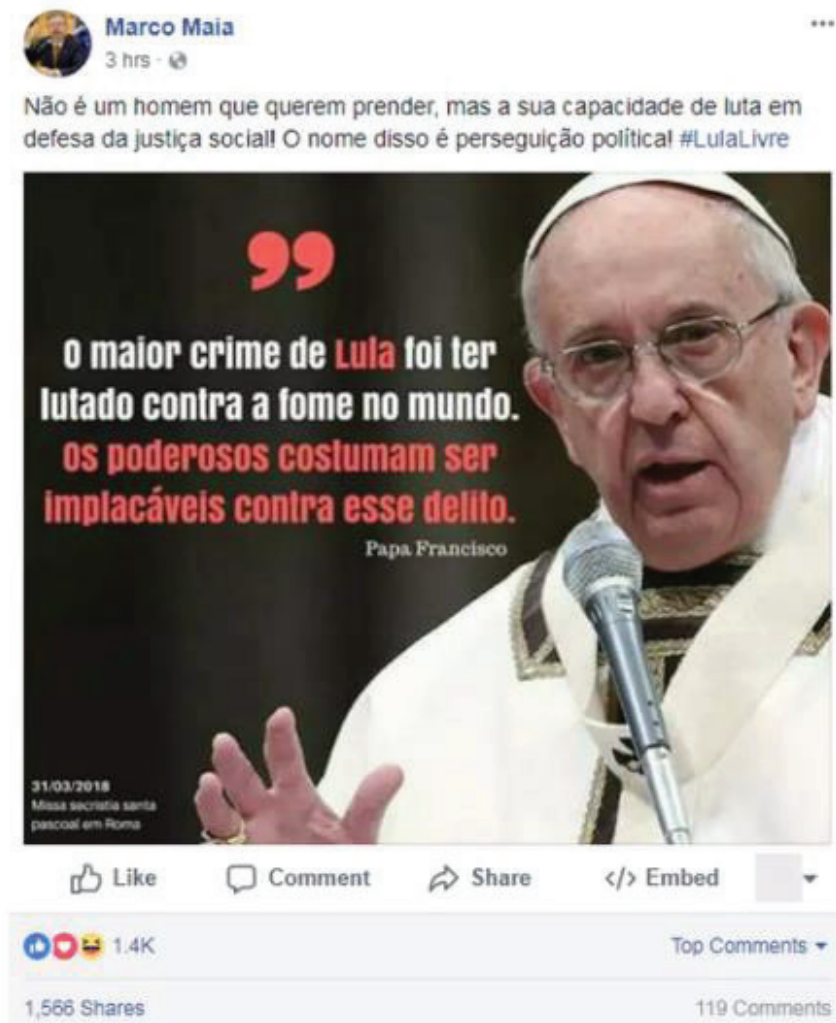 Marco Maia
3 hrs
Não é um homem que querem prender, mas a sua capacidade de luta em
defesa da justiça social! O nome disso é perseguição política! #LulaLivre
”
O maior crime de Lula foi ter
lutado contra a fome no mundo.
Os poderosos costumam ser
implacáveis contra esse delito.
Papa Francisco
31/03/2018
Missa sacristia santa
pascoal em Roma
Like Comment Share </> Embed
1.4K Top Comments
1,566 Shares 119 Comments